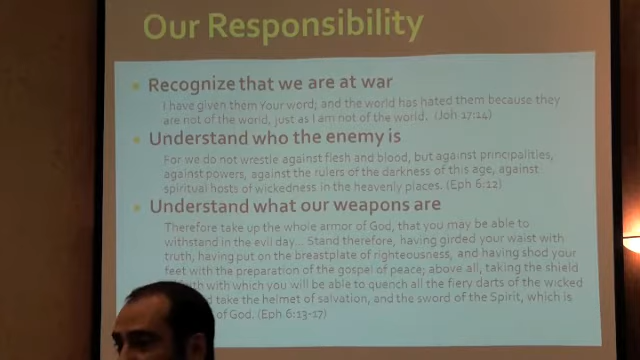 Our Responsibility
Recognize that we are at war
I have given them Your word; and the world has hated them because they
are not of the world, just as I am not of the world. (Joh 17:14)
Understand who the enemy is
For we do not wrestle against flesh and blood, but against principalities,
against powers, against the rulers of the darkness of this age, against
spiritual hosts of wickedness in the heavenly places. (Eph 6:12)
Understand what our weapons are
Therefore take up the whole armor of God, that you may be able to
withstand in the evil day... Stand therefore, having girded your waist with
truth, having put on the breastplate of righteousness, and having shod your
feet with the preparation of the gospel of peace; above all, taking the shield
with which you will be able to quench all the fiery darts of the wicked
take the helmet of salvation, and the sword of the Spirit, which is
of God. (Eph 6:13-17)